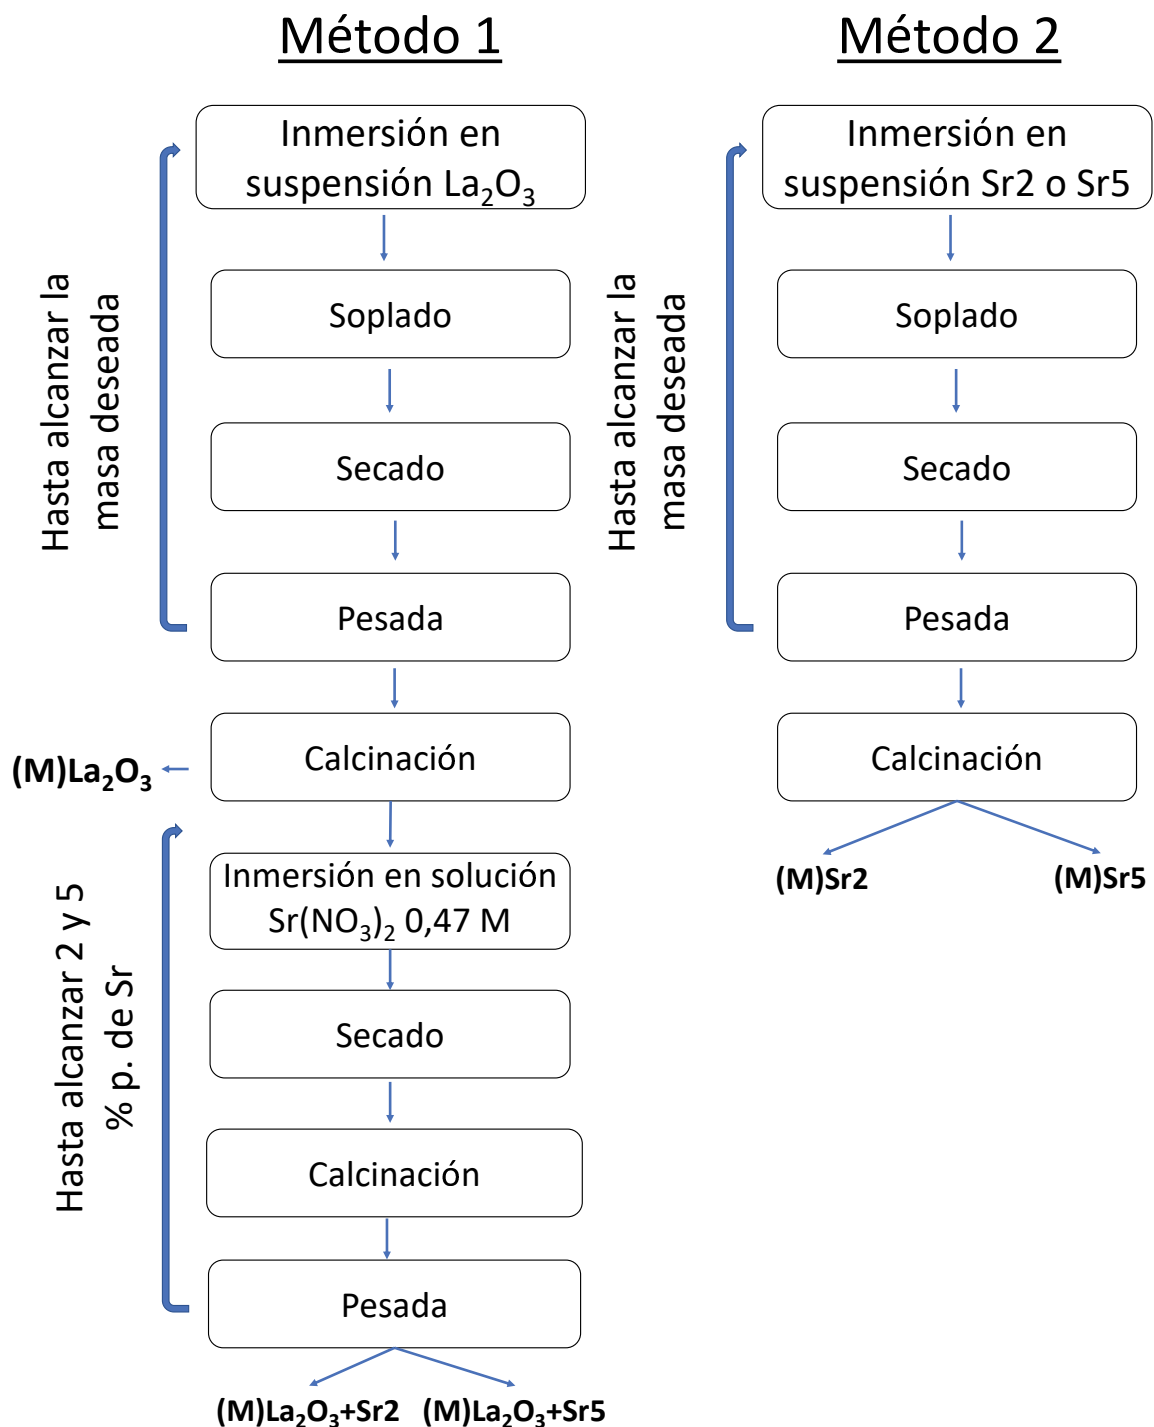 Método 1
Inmersión en
suspensión La₂O₃
Soplado
Secado
Pesada
Hasta alcanzar la
masa deseada
Calcinación
(M)La₂O₃
Inmersión en solución
Sr(NO₃)₂ 0,47 M
Secado
Calcinación
Pesada
Hasta alcanzar 2 y 5
% p. de Sr
(M)La₂O₃+Sr2
(M)La₂O₃+Sr5
Método 2
Inmersión en
suspensión Sr2 o Sr5
Soplado
Secado
Pesada
Hasta alcanzar la
masa deseada
Calcinación
(M)Sr2
(M)Sr5